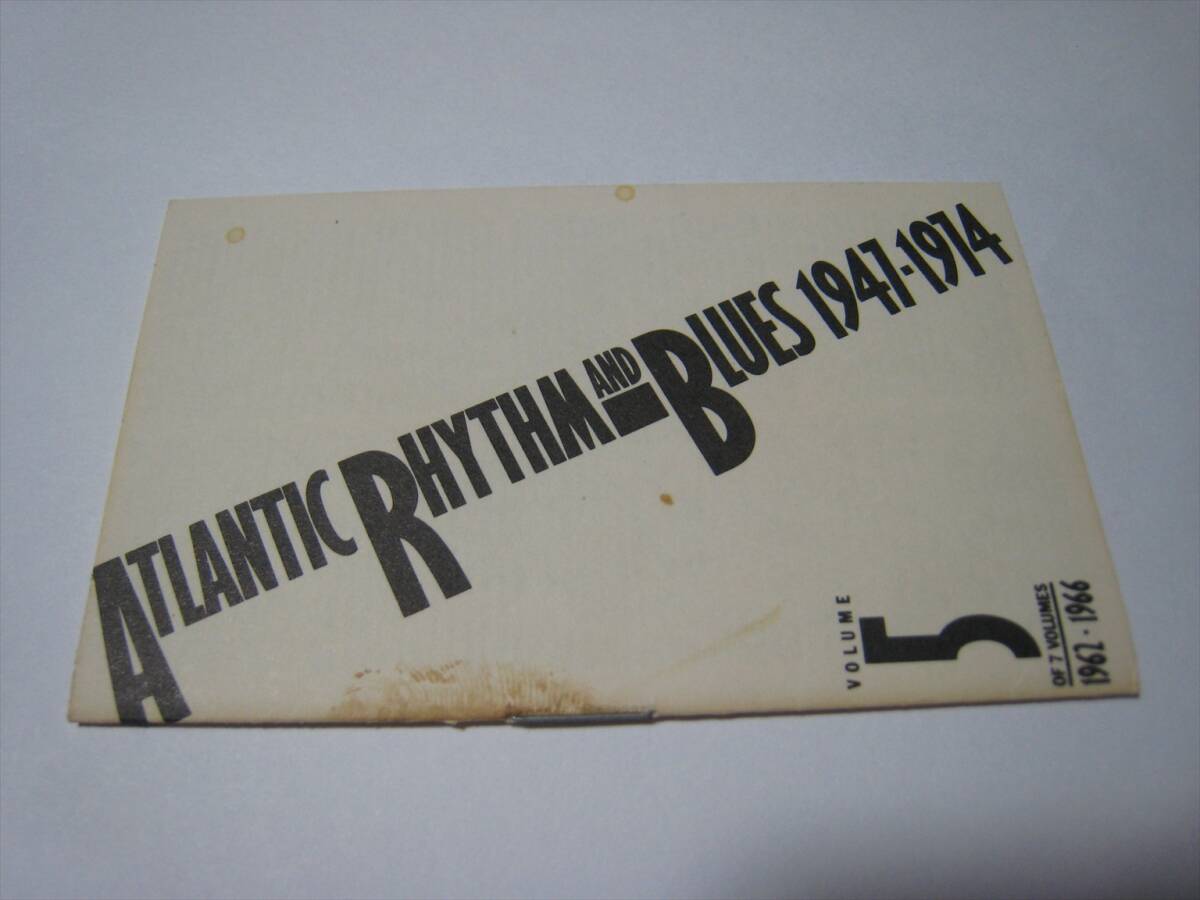 ATLANTIC RHYTHM AND BLUES 1947-1974
VOLUME
5
OF 7 VOLUMES
1962-1966